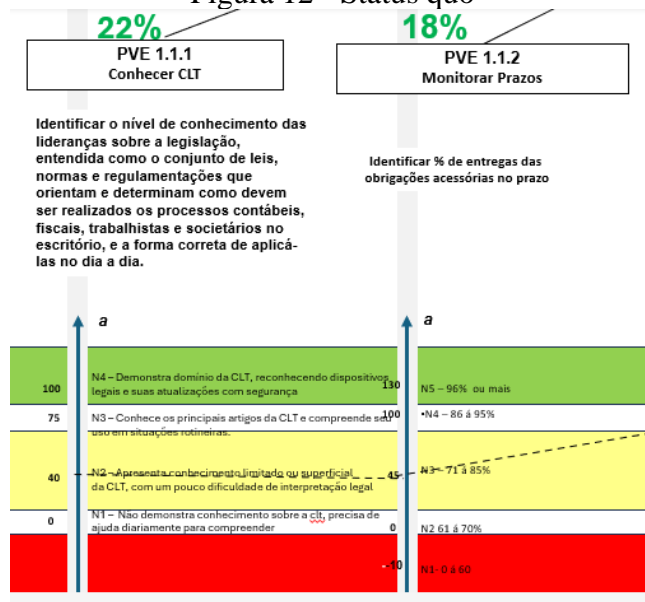 Figura 12 - Status quo
22%
PVE 1.1.1
Conhecer CLT
18%
PVE 1.1.2
Monitorar Prazos
Identificar o nível de conhecimento das
lideranças sobre a legislação,
entendida como o conjunto de leis,
normas e regulamentações que
orientam e determinam como devem
ser realizados os processos contábeis,
fiscais, trabalhistas e societários no
escritório, e a forma correta de aplicá-
las no dia a dia.
Identificar % de entregas das
obrigações acessórias no prazo
a
a
100
N4 – Demonstra domínio da CLT, reconhecendo dispositivos
legais e suas atualizações com segurança
130
N5 – 96% ou mais
75
N3 – Conhece os principais artigos da CLT e compreende seu
uso em situações rotineiras.
100
•N4 – 86 á 95%
40
N2 – Apresenta conhecimento limitado ou superficial
da CLT, com um pouco dificuldade de interpretação legal
45
N3 – 71 á 85%
0
N1 – Não demonstra conhecimento sobre a clt, precisa de
ajuda diariamente para compreender
0
N2 61 á 70%
-10
N1- 0 á 60